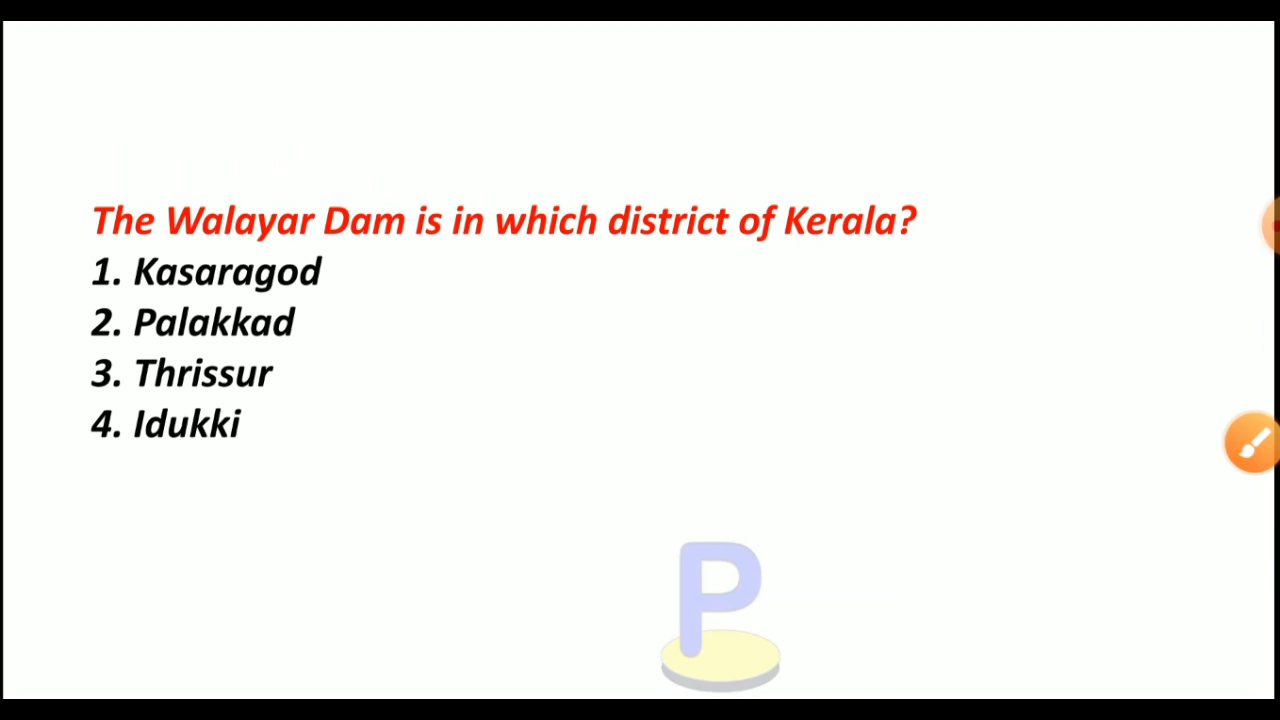 The Walayar Dam is in which district of Kerala?
1. Kasaragod
2. Palakkad
3. Thrissur
4. Idukki
P